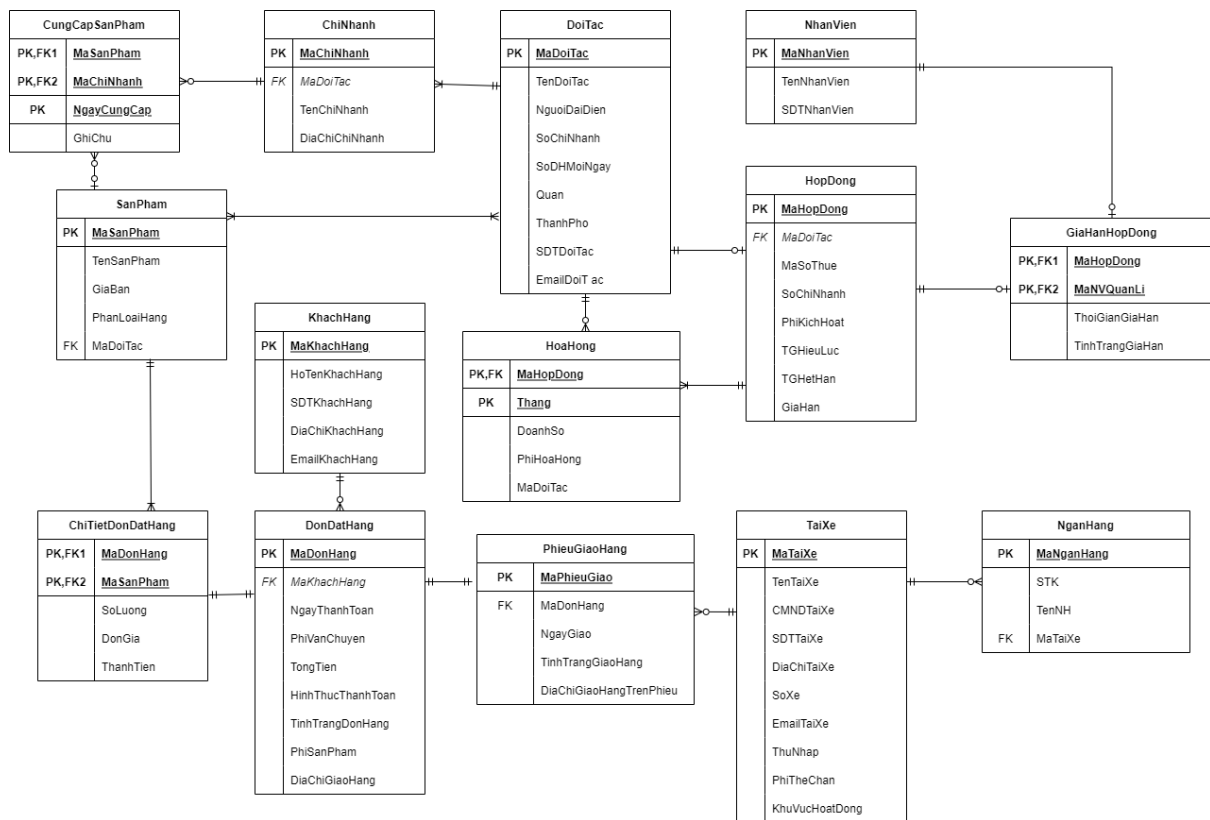 CungCapSanPham
PK,FK1 MaSanPham
PK,FK2 MaChiNhanh
PK NgayCungCap
GhiChu
ChiNhanh
PK MaChiNhanh
FK MaDoiTac
TenChiNhanh
DiaChiChiNhanh
DoiTac
PK MaDoiTac
TenDoiTac
NguoiDaiDien
SoChiNhanh
SoDHMoiNgay
Quan
ThanhPho
SDTDoiTac
EmailDoiT ac
NhanVien
PK MaNhanVien
TenNhanVien
SDTNhanVien
SanPham
PK MaSanPham
TenSanPham
GiaBan
PhanLoaiHang
FK MaDoiTac
HopDong
PK MaHopDong
FK MaDoiTac
MaSoThue
SoChiNhanh
PhiKichHoat
TGHieuLuc
TGHetHan
GiaHan
GiaHanHopDong
PK,FK1 MaHopDong
PK,FK2 MaNVQuanLi
ThoiGianGiaHan
TinhTrangGiaHan
KhachHang
PK MaKhachHang
HoTenKhachHang
SDTKhachHang
DiaChiKhachHang
EmailKhachHang
HoaHong
PK,FK MaHopDong
PK Thang
DoanhSo
PhiHoaHong
MaDoiTac
ChiTietDonDatHang
PK,FK1 MaDonHang
PK,FK2 MaSanPham
SoLuong
DonGia
ThanhTien
DonDatHang
PK MaDonHang
FK MaKhachHang
NgayThanhToan
PhiVanChuyen
TongTien
HinhThucThanhToan
TinhTrangDonHang
PhiSanPham
DiaChiGiaoHang
PhieuGiaoHang
PK MaPhieuGiao
FK MaDonHang
NgayGiao
TinhTrangGiaoHang
DiaChiGiaoHangTrenPhieu
TaiXe
PK MaTaiXe
TenTaiXe
CMNDTaiXe
SDTTaiXe
DiaChiTaiXe
SoXe
EmailTaiXe
ThuNhap
PhiTheChan
KhuVucHoatDong
NganHang
PK MaNganHang
STK
TenNH
FK MaTaiXe